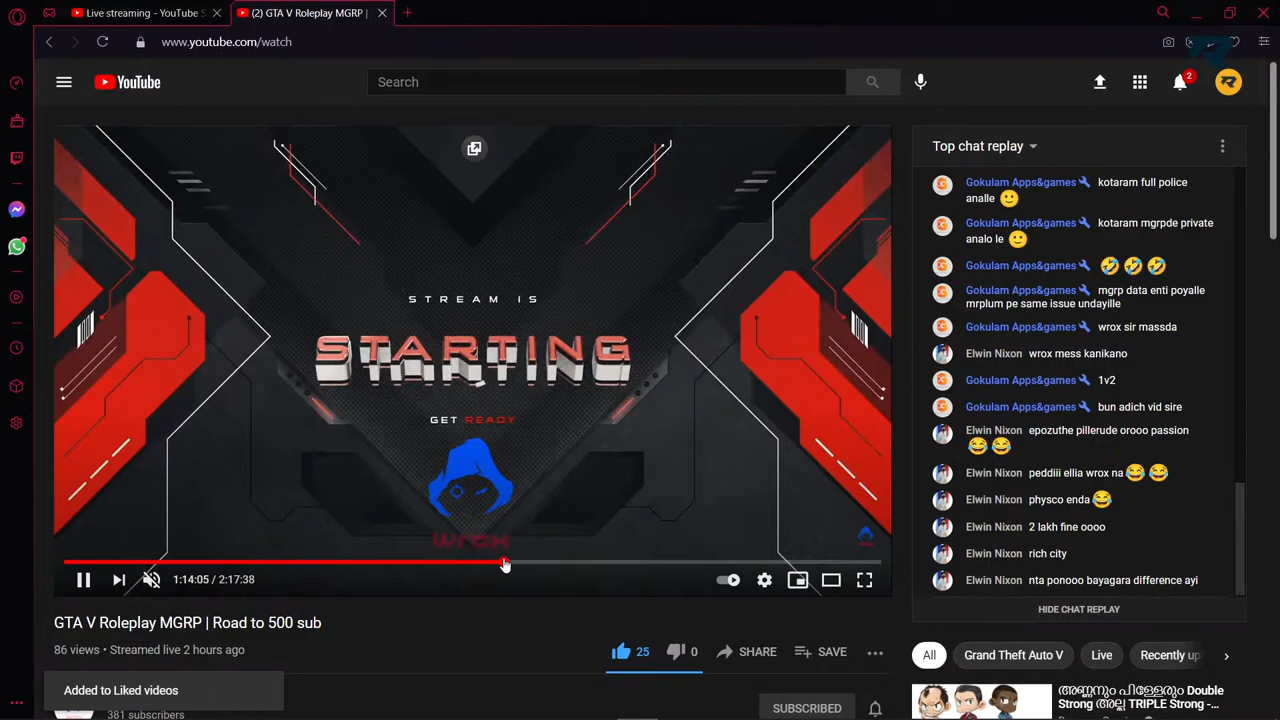 Live streaming - YouTube S
(2) GTA V Roleplay MGRP |
www.youtube.com/watch
YouTube
Search
2
STREAM IS
STARTING
GET READY
wrox
1:14:05 / 2:17:38
GTA V Roleplay MGRP | Road to 500 sub
86 views • Streamed live 2 hours ago
25
0
SHARE
SAVE
Added to Liked videos
381 subscribers
SUBSCRIBED
Top chat replay
Gokulam Apps&games kotaram full police
analle 🙂
Gokulam Apps&games kotaram mgrpde private
analo le 🙂
Gokulam Apps&games 🤣🤣🤣
Gokulam Apps&games mgrp data enti poyalle
mrplum pe same issue undayille
Gokulam Apps&games wrox sir massda
Elwin Nixon wrox mess kanikano
Gokulam Apps&games 1v2
Gokulam Apps&games bun adich vid sire
Elwin Nixon epozuthe pillerude orooo passion
😂😂
Elwin Nixon peddiii ellia wrox na 😂😂
Elwin Nixon physco enda 😂
Elwin Nixon 2 lakh fine oooo
Elwin Nixon rich city
Elwin Nixon nta ponooo bayagara difference ayi
HIDE CHAT REPLAY
All
Grand Theft Auto V
Live
Recently up
അണ്ണനും പിള്ളേരും Double
Strong അല്ല TRIPLE Strong -...